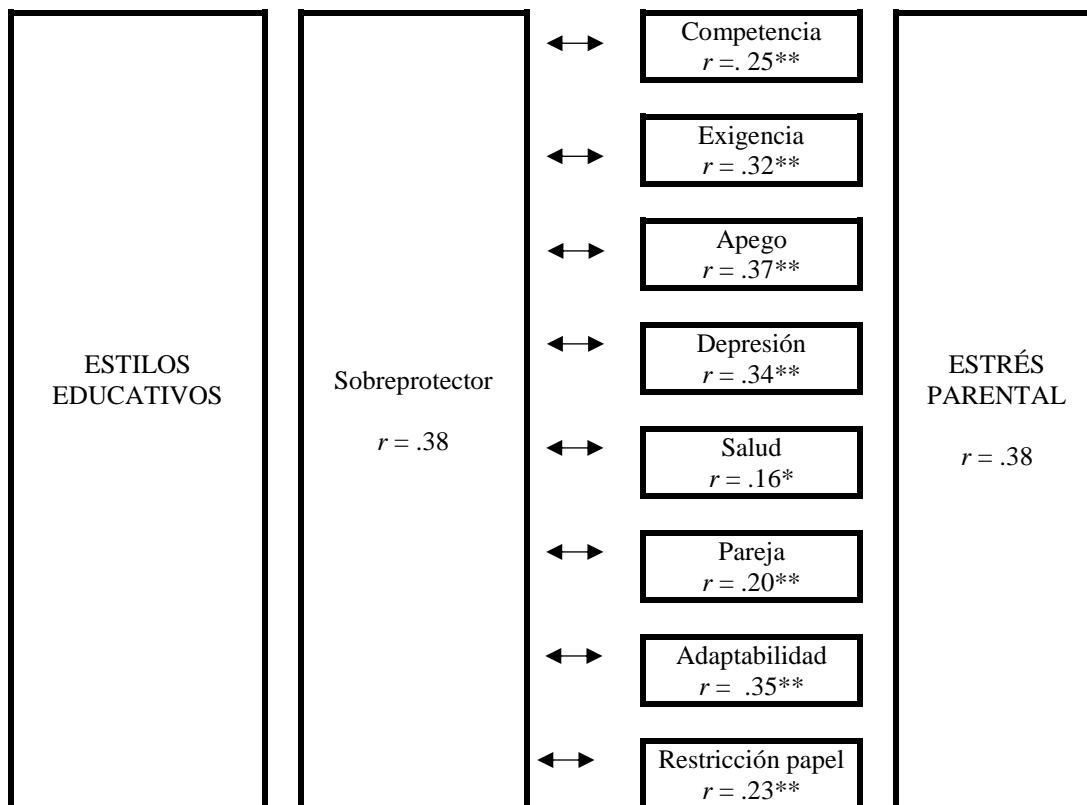 ESTILOS
EDUCATIVOS
Sobreprotector
r = .38
Competencia
r =. 25**
Exigencia
r = .32**
Apego
r = .37**
Depresión
r = .34**
Salud
r = .16*
Pareja
r = .20**
Adaptabilidad
r =  .35**
Restricción papel
r = .23**
ESTRÉS
PARENTAL
r = .38